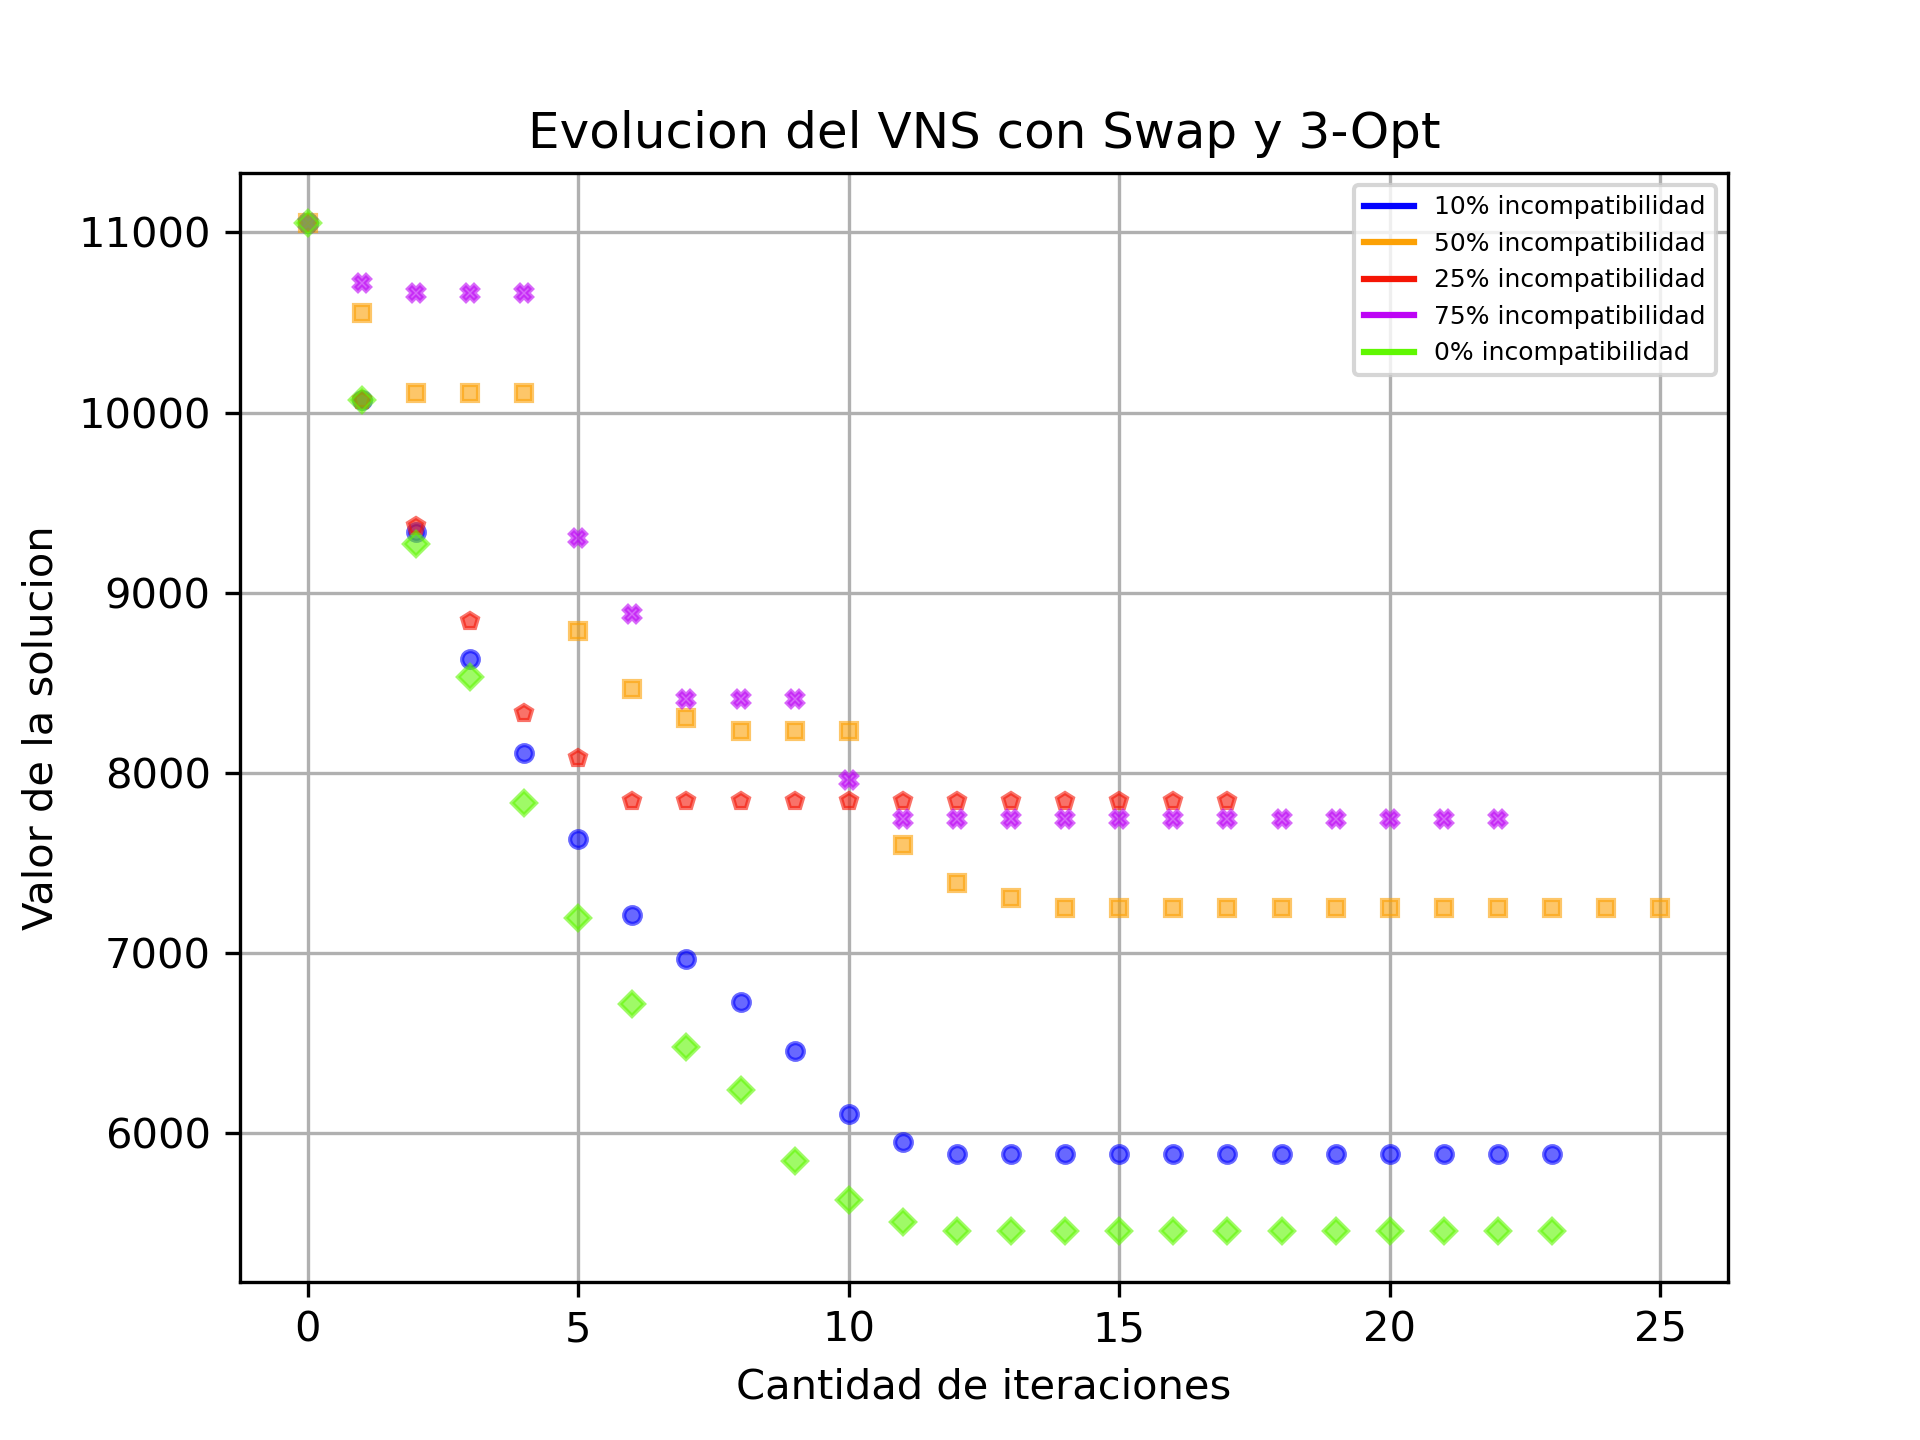 Evolucion del VNS con Swap y 3-Opt
11000
10000
9000
8000
7000
6000
Valor de la solucion
10% incompatibilidad
50% incompatibilidad
25% incompatibilidad
75% incompatibilidad
0% incompatibilidad
0 5 10 15 20 25
Cantidad de iteraciones